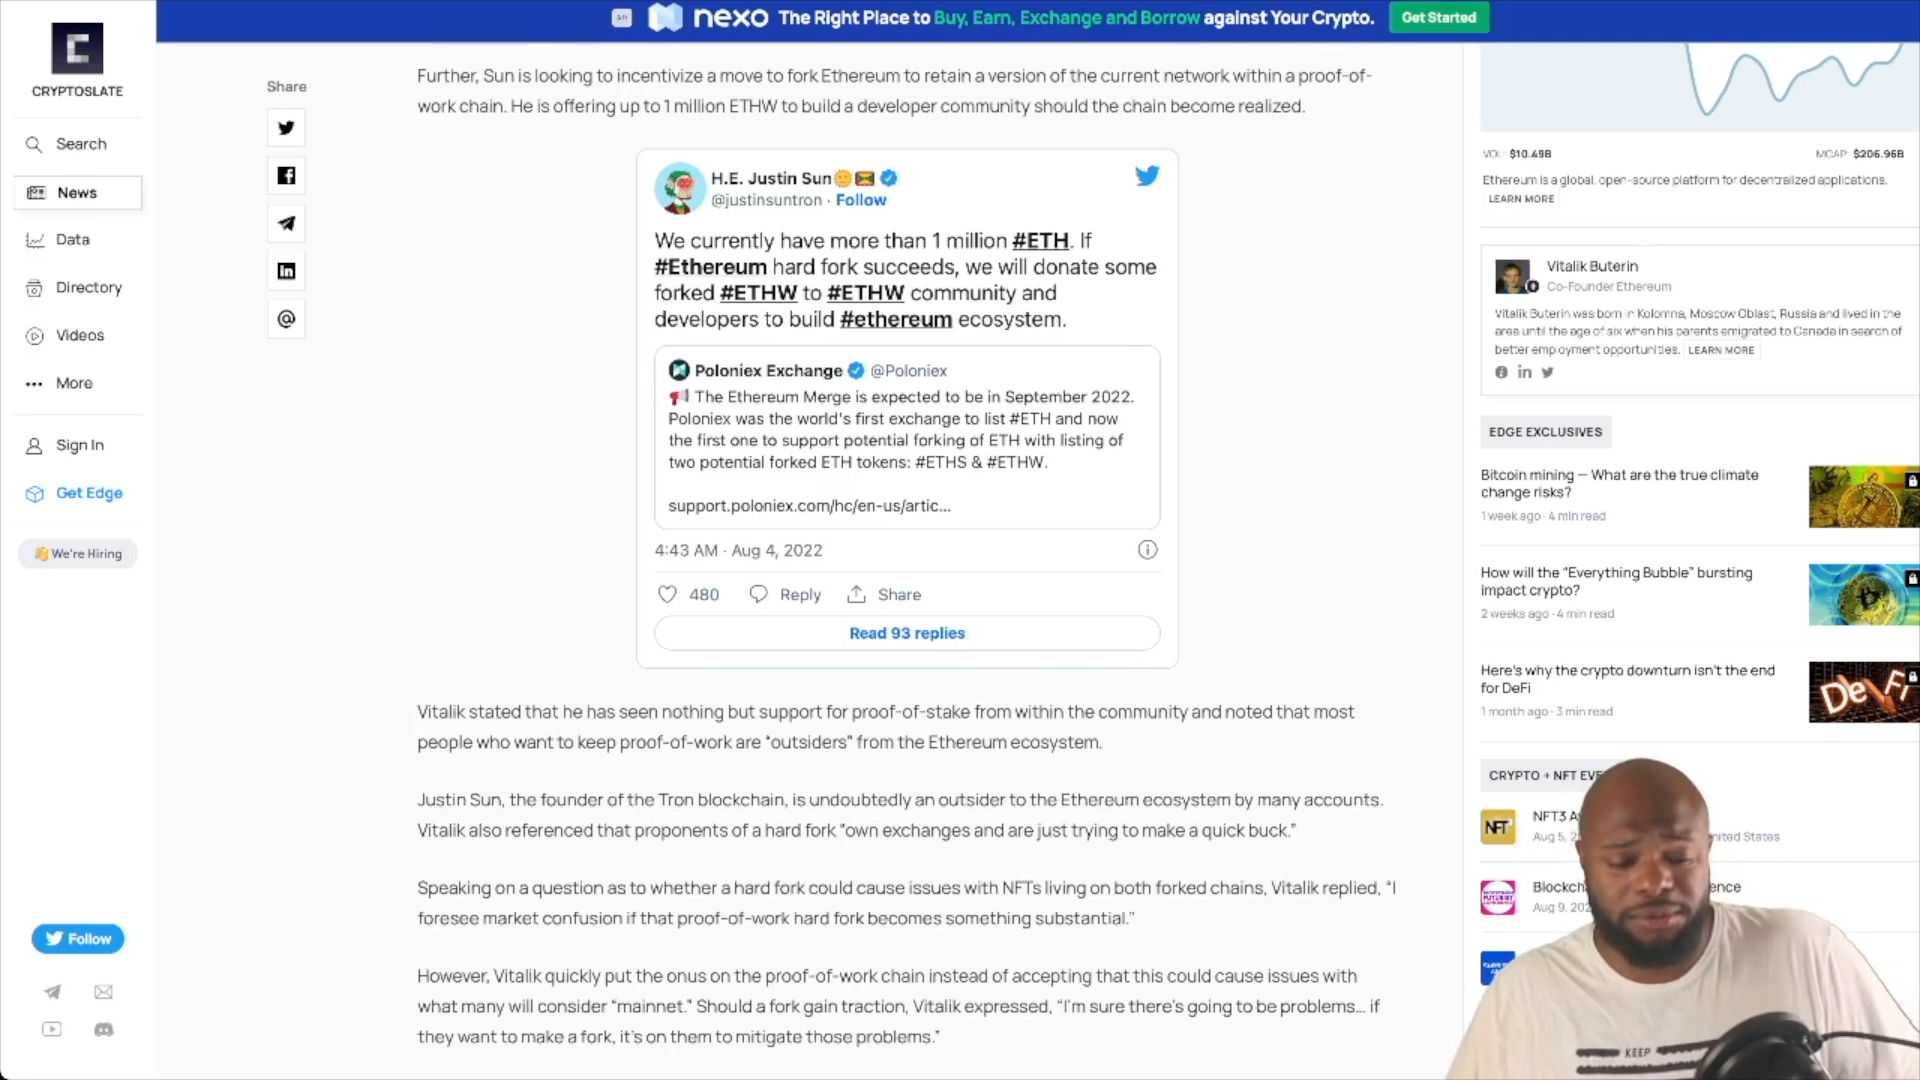 nexo The Right Place to Buy, Earn, Exchange and Borrow against Your Crypto. Get Started
CRYPTOSLATE
Search
News
Data
Directory
Videos
More
Sign In
Get Edge
We're Hiring
Follow
Share
Further, Sun is looking to incentivize a move to fork Ethereum to retain a version of the current network within a proof-of-
work chain. He is offering up to 1 million ETHW to build a developer community should the chain become realized.
H.E. Justin Sun
@justinsuntron · Follow
We currently have more than 1 million #ETH. If
#Ethereum hard fork succeeds, we will donate some
forked #ETHW to #ETHW community and
developers to build #ethereum ecosystem.
Poloniex Exchange @Poloniex
The Ethereum Merge is expected to be in September 2022.
Poloniex was the world's first exchange to list #ETH and now
the first one to support potential forking of ETH with listing of
two potential forked ETH tokens: #ETHS & #ETHW.
support.poloniex.com/hc/en-us/artic...
4:43 AM · Aug 4, 2022
480 Reply Share
Read 93 replies
Vitalik stated that he has seen nothing but support for proof-of-stake from within the community and noted that most
people who want to keep proof-of-work are "outsiders" from the Ethereum ecosystem.
Justin Sun, the founder of the Tron blockchain, is undoubtedly an outsider to the Ethereum ecosystem by many accounts.
Vitalik also referenced that proponents of a hard fork "own exchanges and are just trying to make a quick buck."
Speaking on a question as to whether a hard fork could cause issues with NFTs living on both forked chains, Vitalik replied, "I
foresee market confusion if that proof-of-work hard fork becomes something substantial."
However, Vitalik quickly put the onus on the proof-of-work chain instead of accepting that this could cause issues with
what many will consider "mainnet." Should a fork gain traction, Vitalik expressed, "I'm sure there's going to be problems... if
they want to make a fork, it's on them to mitigate those problems."
VOL: $10.49B MCAP: $206.96B
Ethereum is a global, open-source platform for decentralized applications.
LEARN MORE
Vitalik Buterin
Co-Founder Ethereum
Vitalik Buterin was born in Kolomna, Moscow Oblast, Russia and lived in the
area until the age of six when his parents emigrated to Canada in search of
better employment opportunities. LEARN MORE
EDGE EXCLUSIVES
Bitcoin mining – What are the true climate
change risks?
1 week ago · 4 min read
How will the "Everything Bubble" bursting
impact crypto?
2 weeks ago · 4 min read
Here's why the crypto downturn isn't the end
for DeFi
1 month ago · 3 min read
DeFi
CRYPTO + NFT EVE
NFT
NFT3 A
Aug 5, 2 nited States
Blockch ence
Aug 9, 202
KEEP